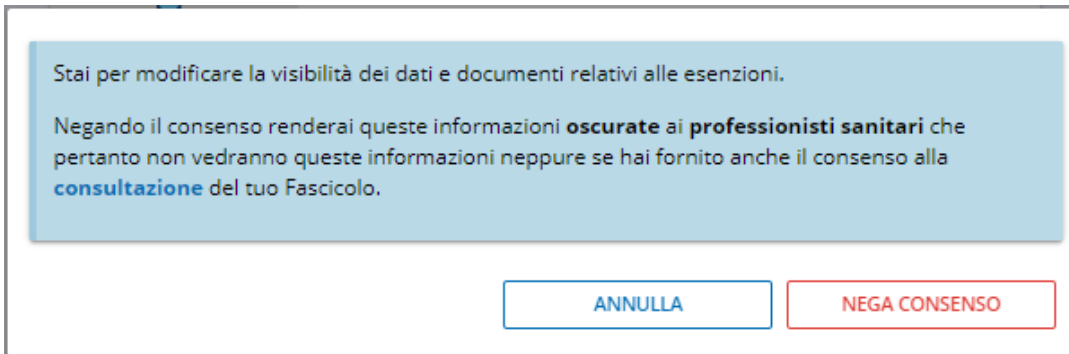 Stai per modificare la visibilità dei dati e documenti relativi alle esenzioni.
Negando il consenso renderai queste informazioni oscurate ai professionisti sanitari che
pertanto non vedranno queste informazioni neppure se hai fornito anche il consenso alla
consultazione del tuo Fascicolo.
ANNULLA
NEGA CONSENSO